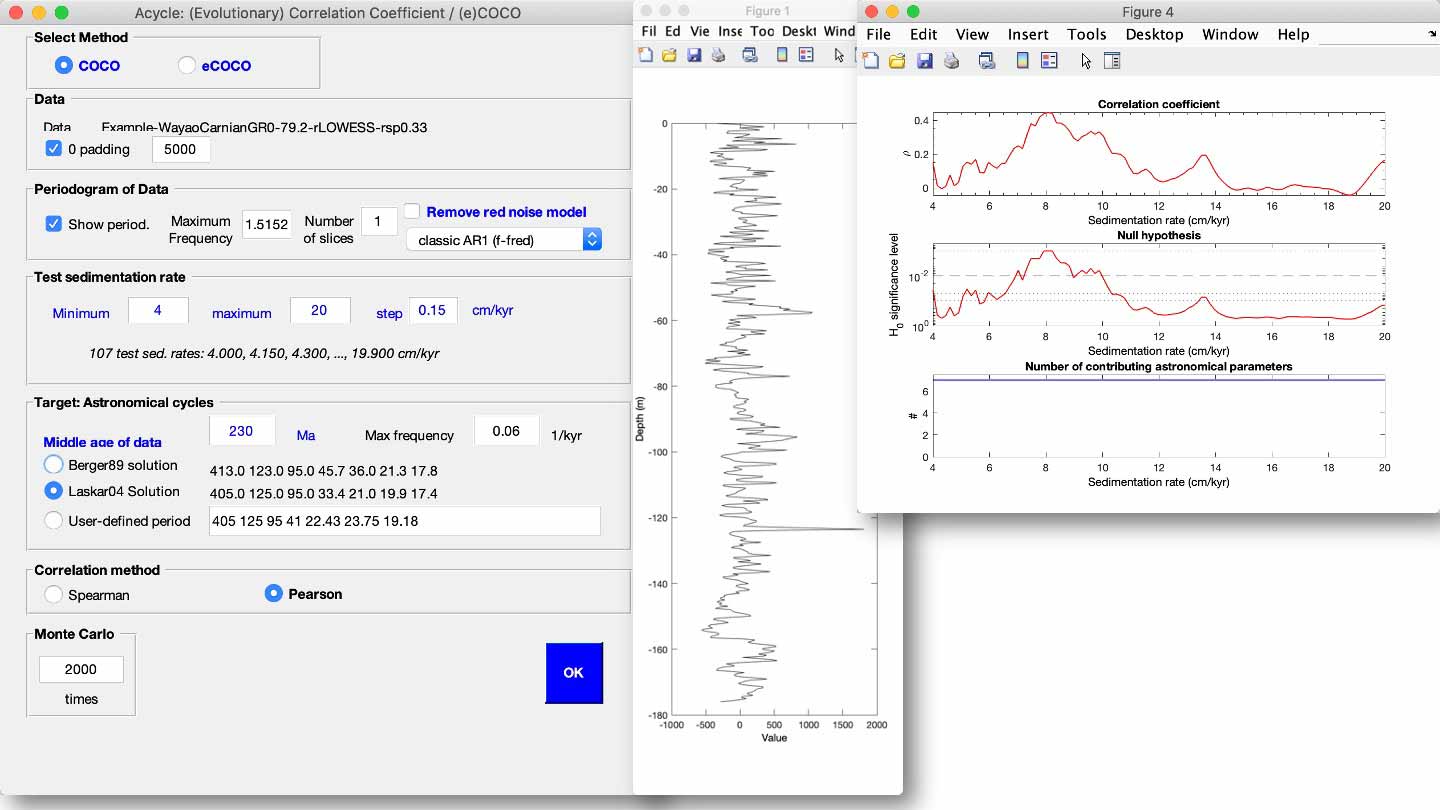 Acycle: (Evolutionary) Correlation Coefficient / (e)COCO
Select Method
COCO
eCOCO
Data
Data Example-WayaoCarnianGR0-79.2-rLOWESS-rsp0.33
0 padding 5000
Periodogram of Data
Show period.
Maximum Frequency 1.5152
Number of slices 1
Remove red noise model
classic AR1 (f-fred)
Test sedimentation rate
Minimum 4 maximum 20 step 0.15 cm/kyr
107 test sed. rates: 4.000, 4.150, 4.300, ..., 19.900 cm/kyr
Target: Astronomical cycles
Middle age of data 230 Ma Max frequency 0.06 1/kyr
Berger89 solution 413.0 123.0 95.0 45.7 36.0 21.3 17.8
Laskar04 Solution 405.0 125.0 95.0 33.4 21.0 19.9 17.4
User-defined period 405 125 95 41 22.43 23.75 19.18
Correlation method
Spearman
Pearson
Monte Carlo
2000
times
OK
Figure 1
Fil Ed Vie Inse Too Deskt Wind
0
-20
-40
-60
-80
-100
-120
-140
-160
-180
Depth (m)
-1000 -500 0 500 1000 1500 2000
Value
Figure 4
File Edit View Insert Tools Desktop Window Help
Correlation coefficient
0.4
0.2
0
ρ
4 6 8 10 12 14 16 18 20
Sedimentation rate (cm/kyr)
Null hypothesis
10-2
100
H0 significance level
4 6 8 10 12 14 16 18 20
Sedimentation rate (cm/kyr)
Number of contributing astronomical parameters
6
4
2
0
#
4 6 8 10 12 14 16 18 20
Sedimentation rate (cm/kyr)